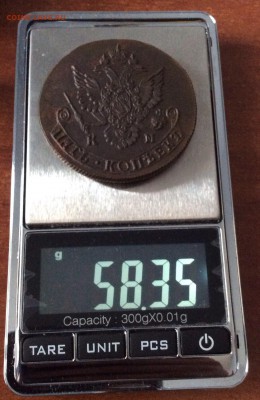 К М
ПЯТЬ · КОПѢЕКЪ
g
58.35
Capacity : 300gX0.01g
TARE UNIT PCS